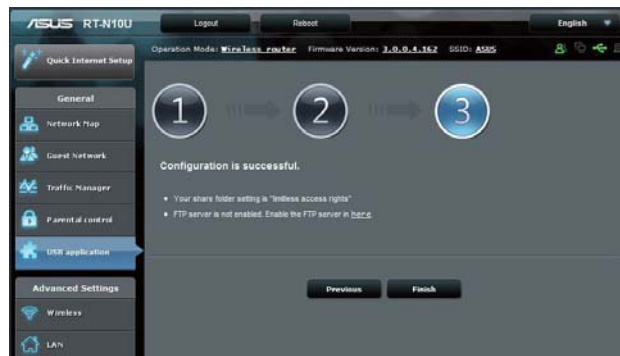 ASUS RT-N10U Logout Reboot English
Operation Mode: Wireless router Firmware Version: 3.0.0.4.162 SSID: ASUS
Quick Internet Setup
General
Network Map
Guest Network
Traffic Manager
Parental control
USB application
Advanced Settings
Wireless
LAN
1 2 3
Configuration is successful.
• Your share folder setting is "limitless access rights"
• FTP server is not enabled. Enable the FTP server in here.
Previous Finish